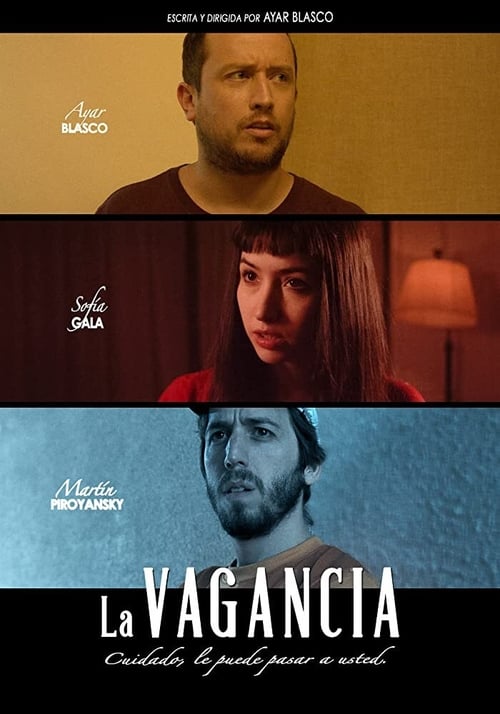 ESCRITA Y DIRIGIDA POR AYAR BLASCO
Ayar
BLASCO
Sofía
GALA
Martín
PIROYANSKY
La VAGANCIA
Cuidado, le puede pasar a usted.